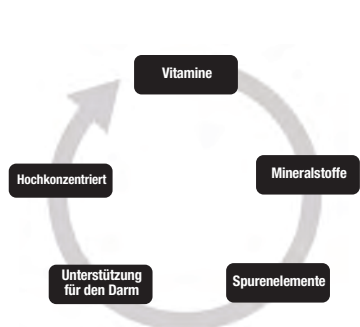 Vitamine
Mineralstoffe
Spurenelemente
Unterstützung
für den Darm
Hochkonzentriert